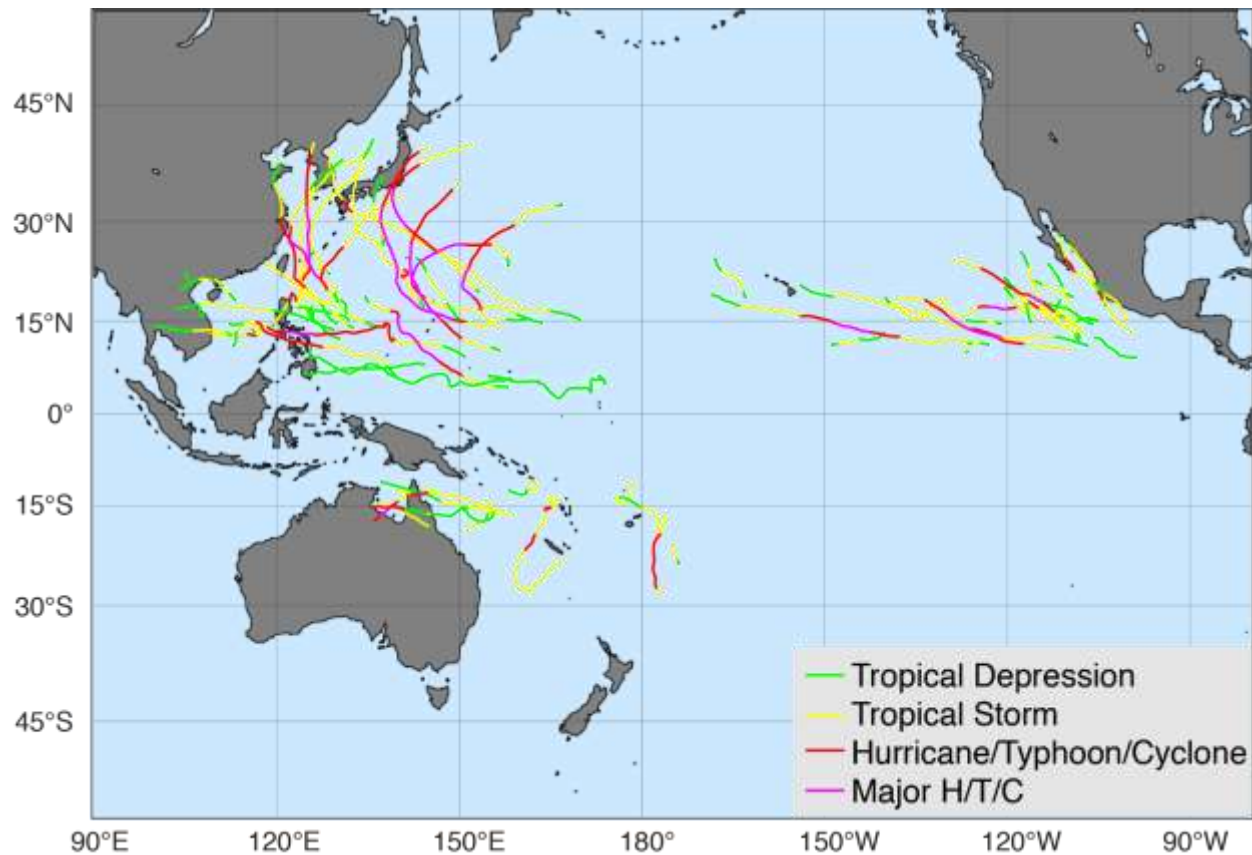 45°N
30°N
15°N
0°
15°S
30°S
45°S
Tropical Depression
Tropical Storm
Hurricane/Typhoon/Cyclone
Major H/T/C
90°E 120°E 150°E 180° 150°W 120°W 90°W